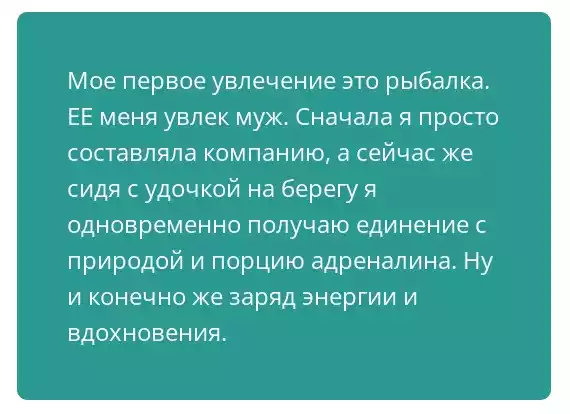 Мое первое увлечение это рыбалка.
ЕЕ меня увлек муж. Сначала я просто
составляла компанию, а сейчас же
сидя с удочкой на берегу я
одновременно получаю единение с
природой и порцию адреналина. Ну
и конечно же заряд энергии и
вдохновения.